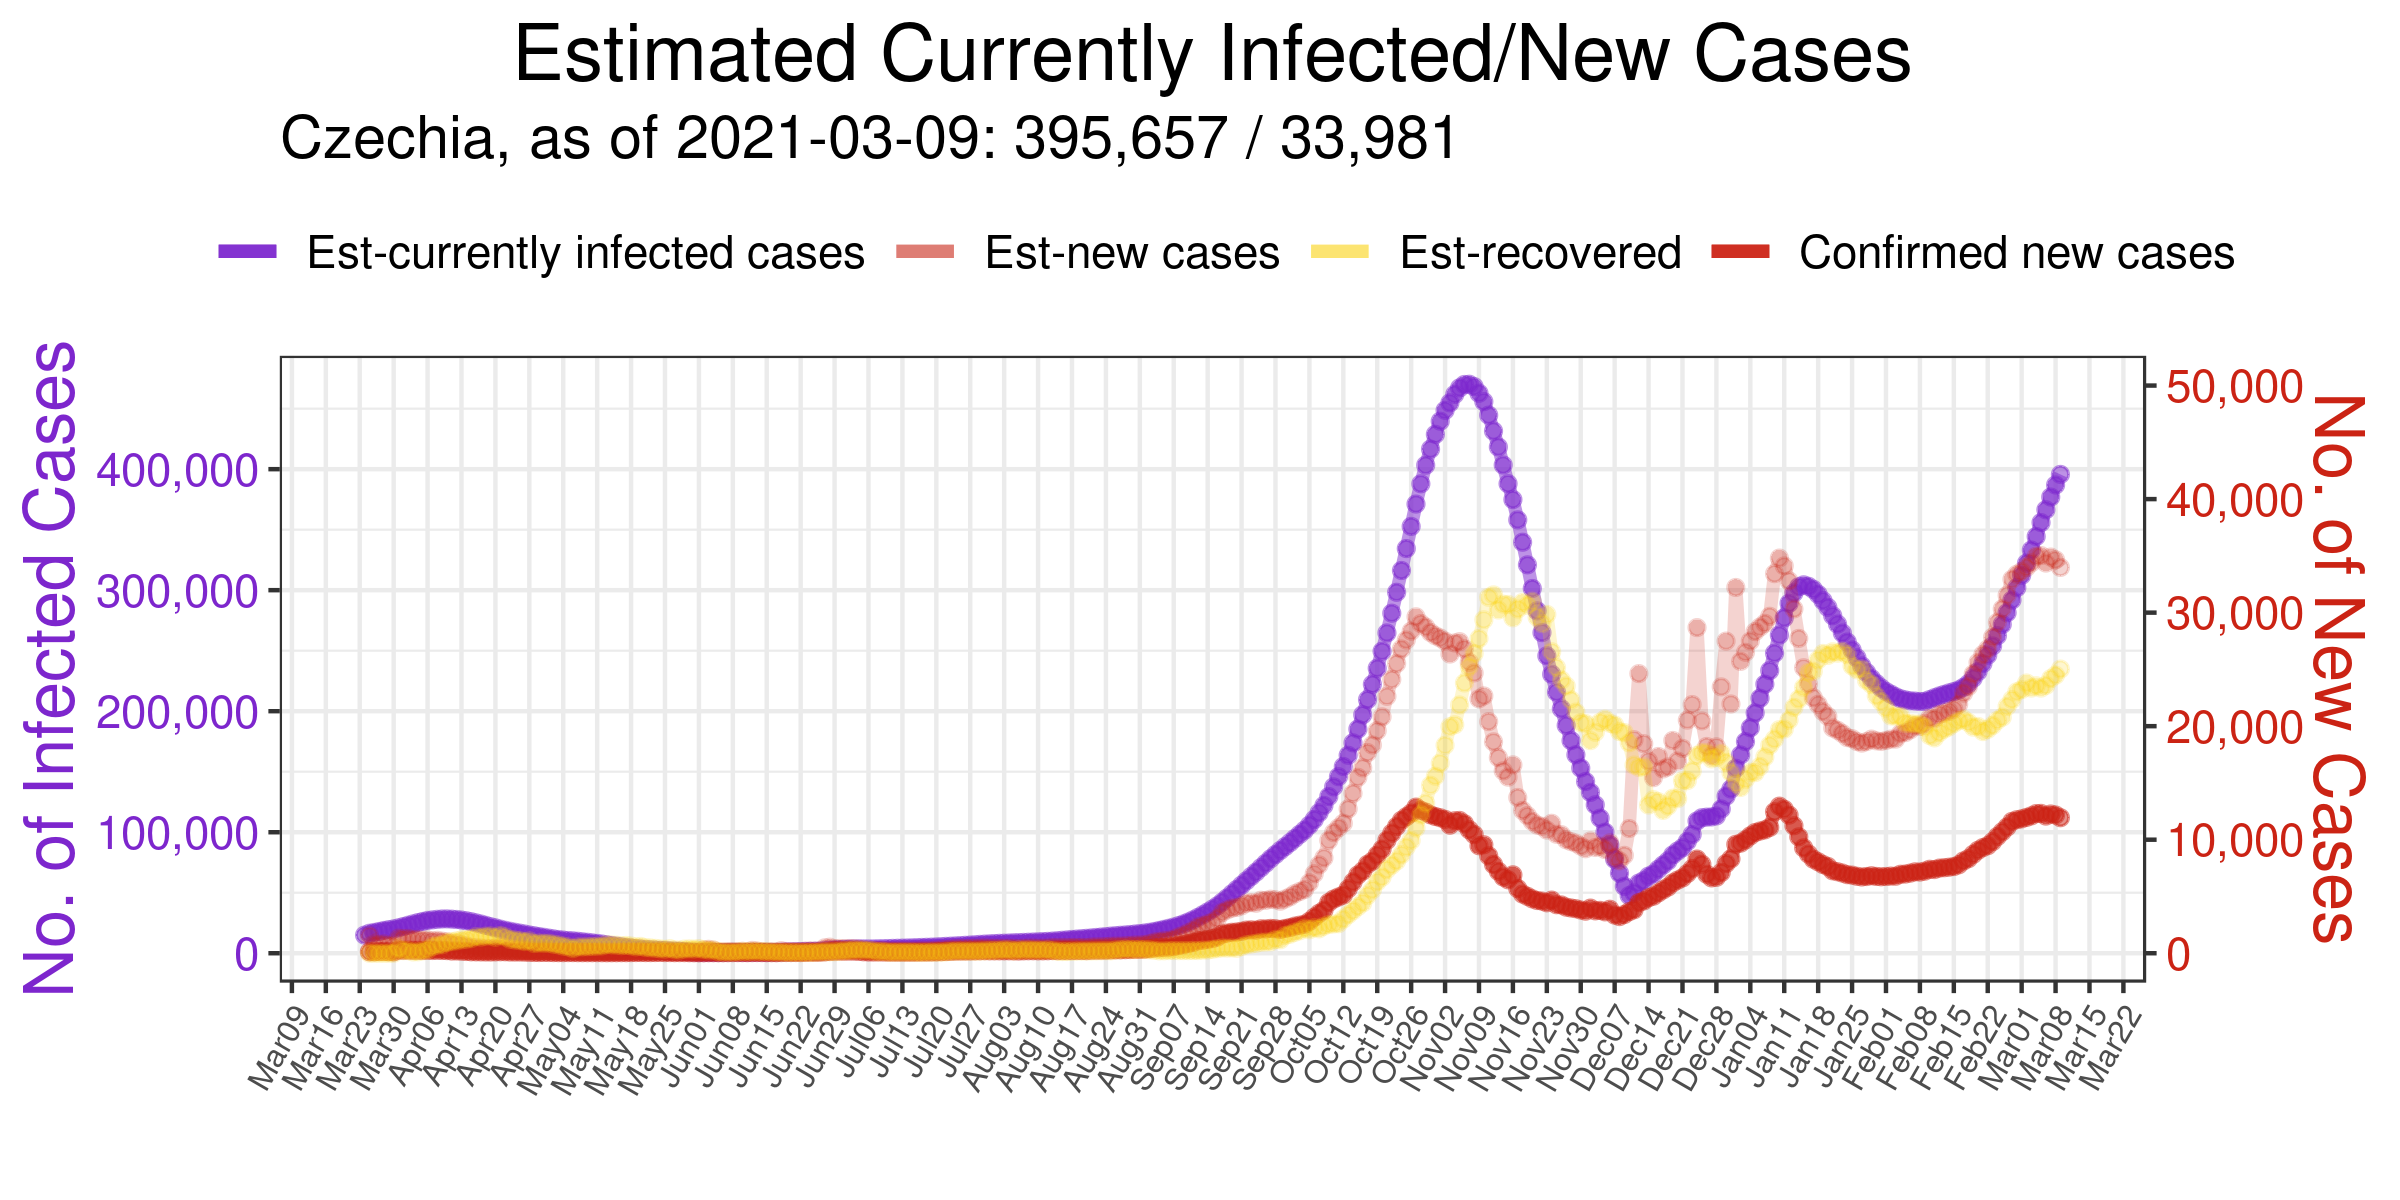 Estimated Currently Infected/New Cases
Czechia, as of 2021-03-09: 395,657 / 33,981
Est-currently infected cases
Est-new cases
Est-recovered
Confirmed new cases
No. of Infected Cases
400,000
300,000
200,000
100,000
0
50,000
40,000
30,000
20,000
10,000
0
No. of New Cases
Mar09
Mar16
Mar23
Mar30
Apr06
Apr13
Apr20
Apr27
May04
May11
May18
May25
Jun01
Jun08
Jun15
Jun22
Jun29
Jul06
Jul13
Jul20
Jul27
Aug03
Aug10
Aug17
Aug24
Aug31
Sep07
Sep14
Sep21
Sep28
Oct05
Oct12
Oct19
Oct26
Nov02
Nov09
Nov16
Nov23
Nov30
Dec07
Dec14
Dec21
Dec28
Jan04
Jan11
Jan18
Jan25
Feb01
Feb08
Feb15
Feb22
Mar01
Mar08
Mar15
Mar22